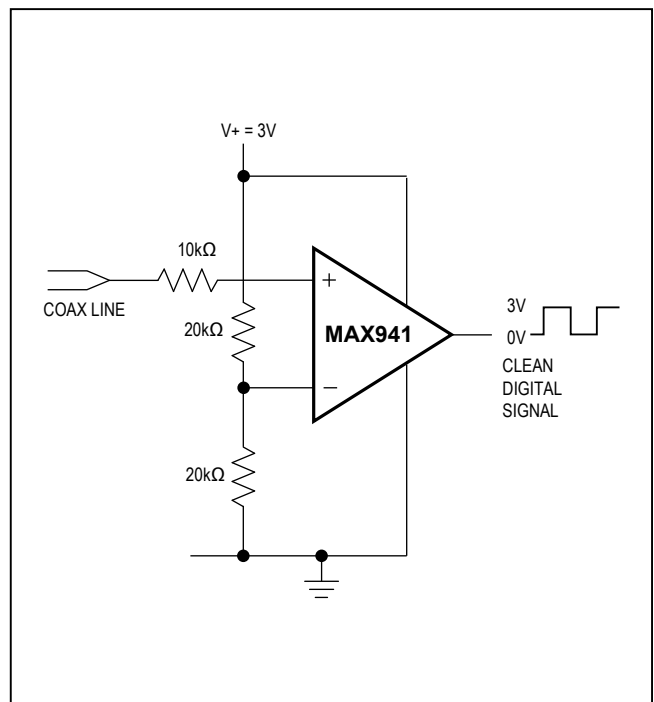 V+ = 3V
10kΩ
COAX LINE
20kΩ
20kΩ
+
−
MAX941
3V
0V
CLEAN
DIGITAL
SIGNAL